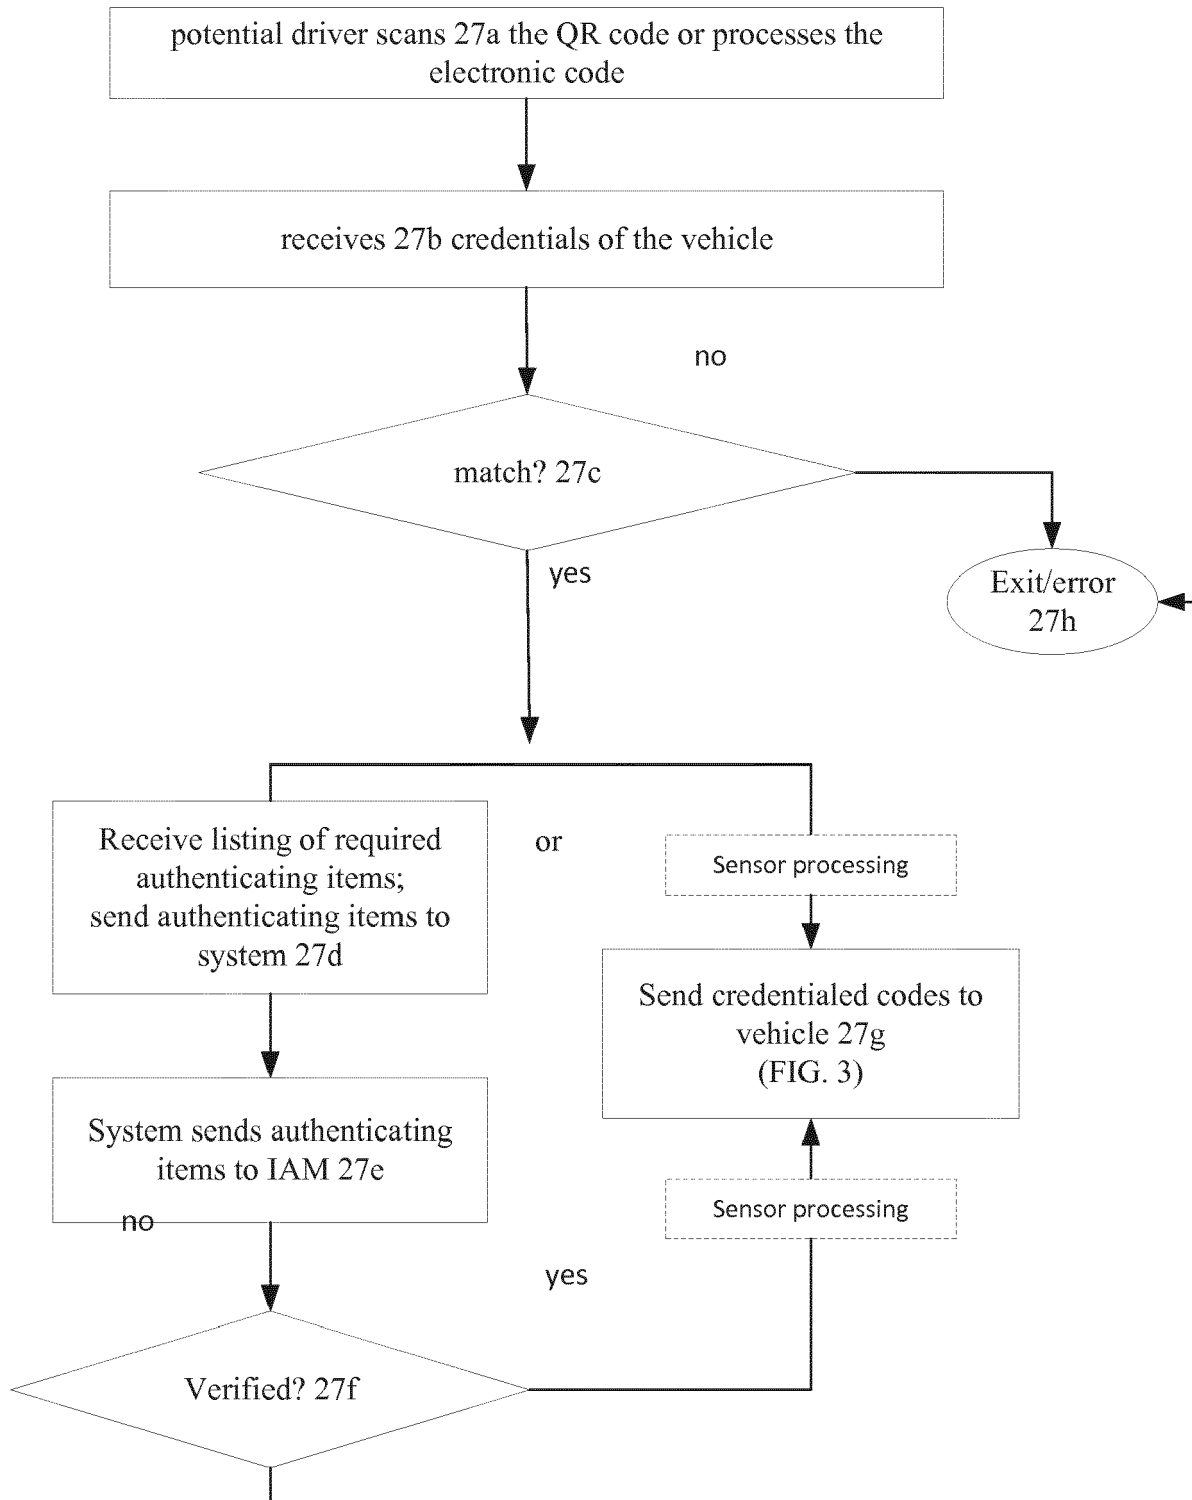 potential driver scans 27a the QR code or processes the
electronic code
receives 27b credentials of the vehicle
no
match? 27c
yes
Exit/error
27h
Receive listing of required
authenticating items;
send authenticating items to
system 27d
or
Sensor processing
Send credentialed codes to
vehicle 27g
(FIG. 3)
System sends authenticating
items to IAM 27e
no
Sensor processing
yes
Verified? 27f